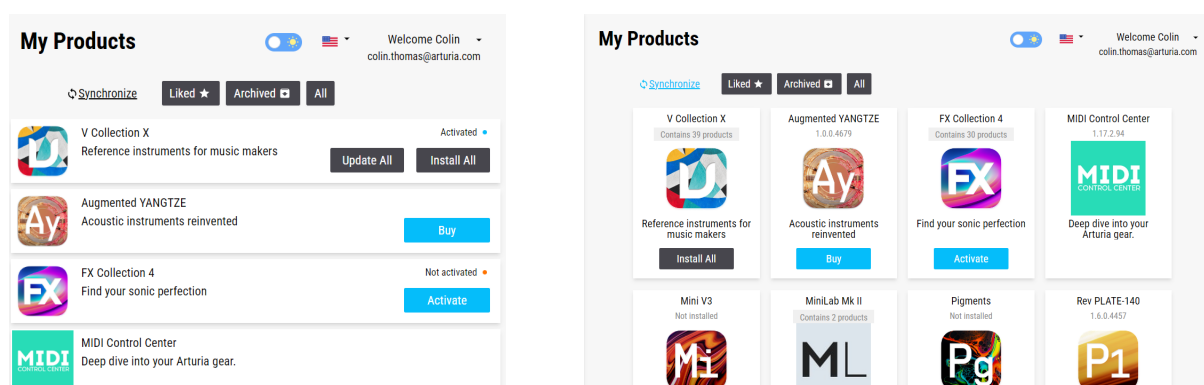 My Products
Welcome Colin
colin.thomas@arturia.com
Synchronize
Liked
Archived
All
V Collection X
Activated
Reference instruments for music makers
Update All
Install All
Ay
Augmented YANGTZE
Acoustic instruments reinvented
Buy
FX
FX Collection 4
Not activated
Find your sonic perfection
Activate
MIDI
CONTROL CENTER
MIDI Control Center
Deep dive into your Arturia gear.
My Products
Welcome Colin
colin.thomas@arturia.com
Synchronize
Liked
Archived
All
V Collection X
Contains 39 products
Reference instruments for
music makers
Install All
Augmented YANGTZE
1.0.0.4679
Ay
Acoustic instruments
reinvented
Buy
FX Collection 4
Contains 30 products
FX
Find your sonic perfection
Activate
MIDI Control Center
1.17.2.94
MIDI
CONTROL CENTER
Deep dive into your
Arturia gear.
Mini V3
Not installed
Mi
MiniLab Mk II
Contains 2 products
ML
Pigments
Not installed
Pg
Rev PLATE-140
1.6.0.4457
P1